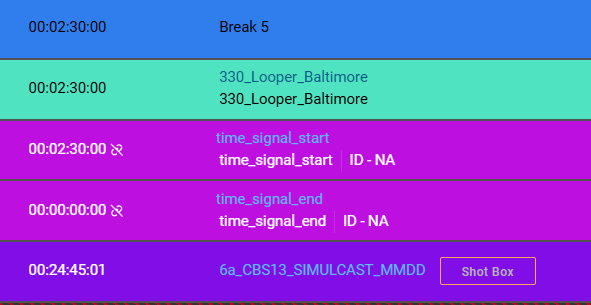 00:02:30:00 Break 5
00:02:30:00 330_Looper_Baltimore
330_Looper_Baltimore
00:02:30:00 time_signal_start
time_signal_start ID - NA
00:00:00:00 time_signal_end
time_signal_end ID - NA
00:24:45:01 6a_CBS13_SIMULCAST_MMDD Shot Box